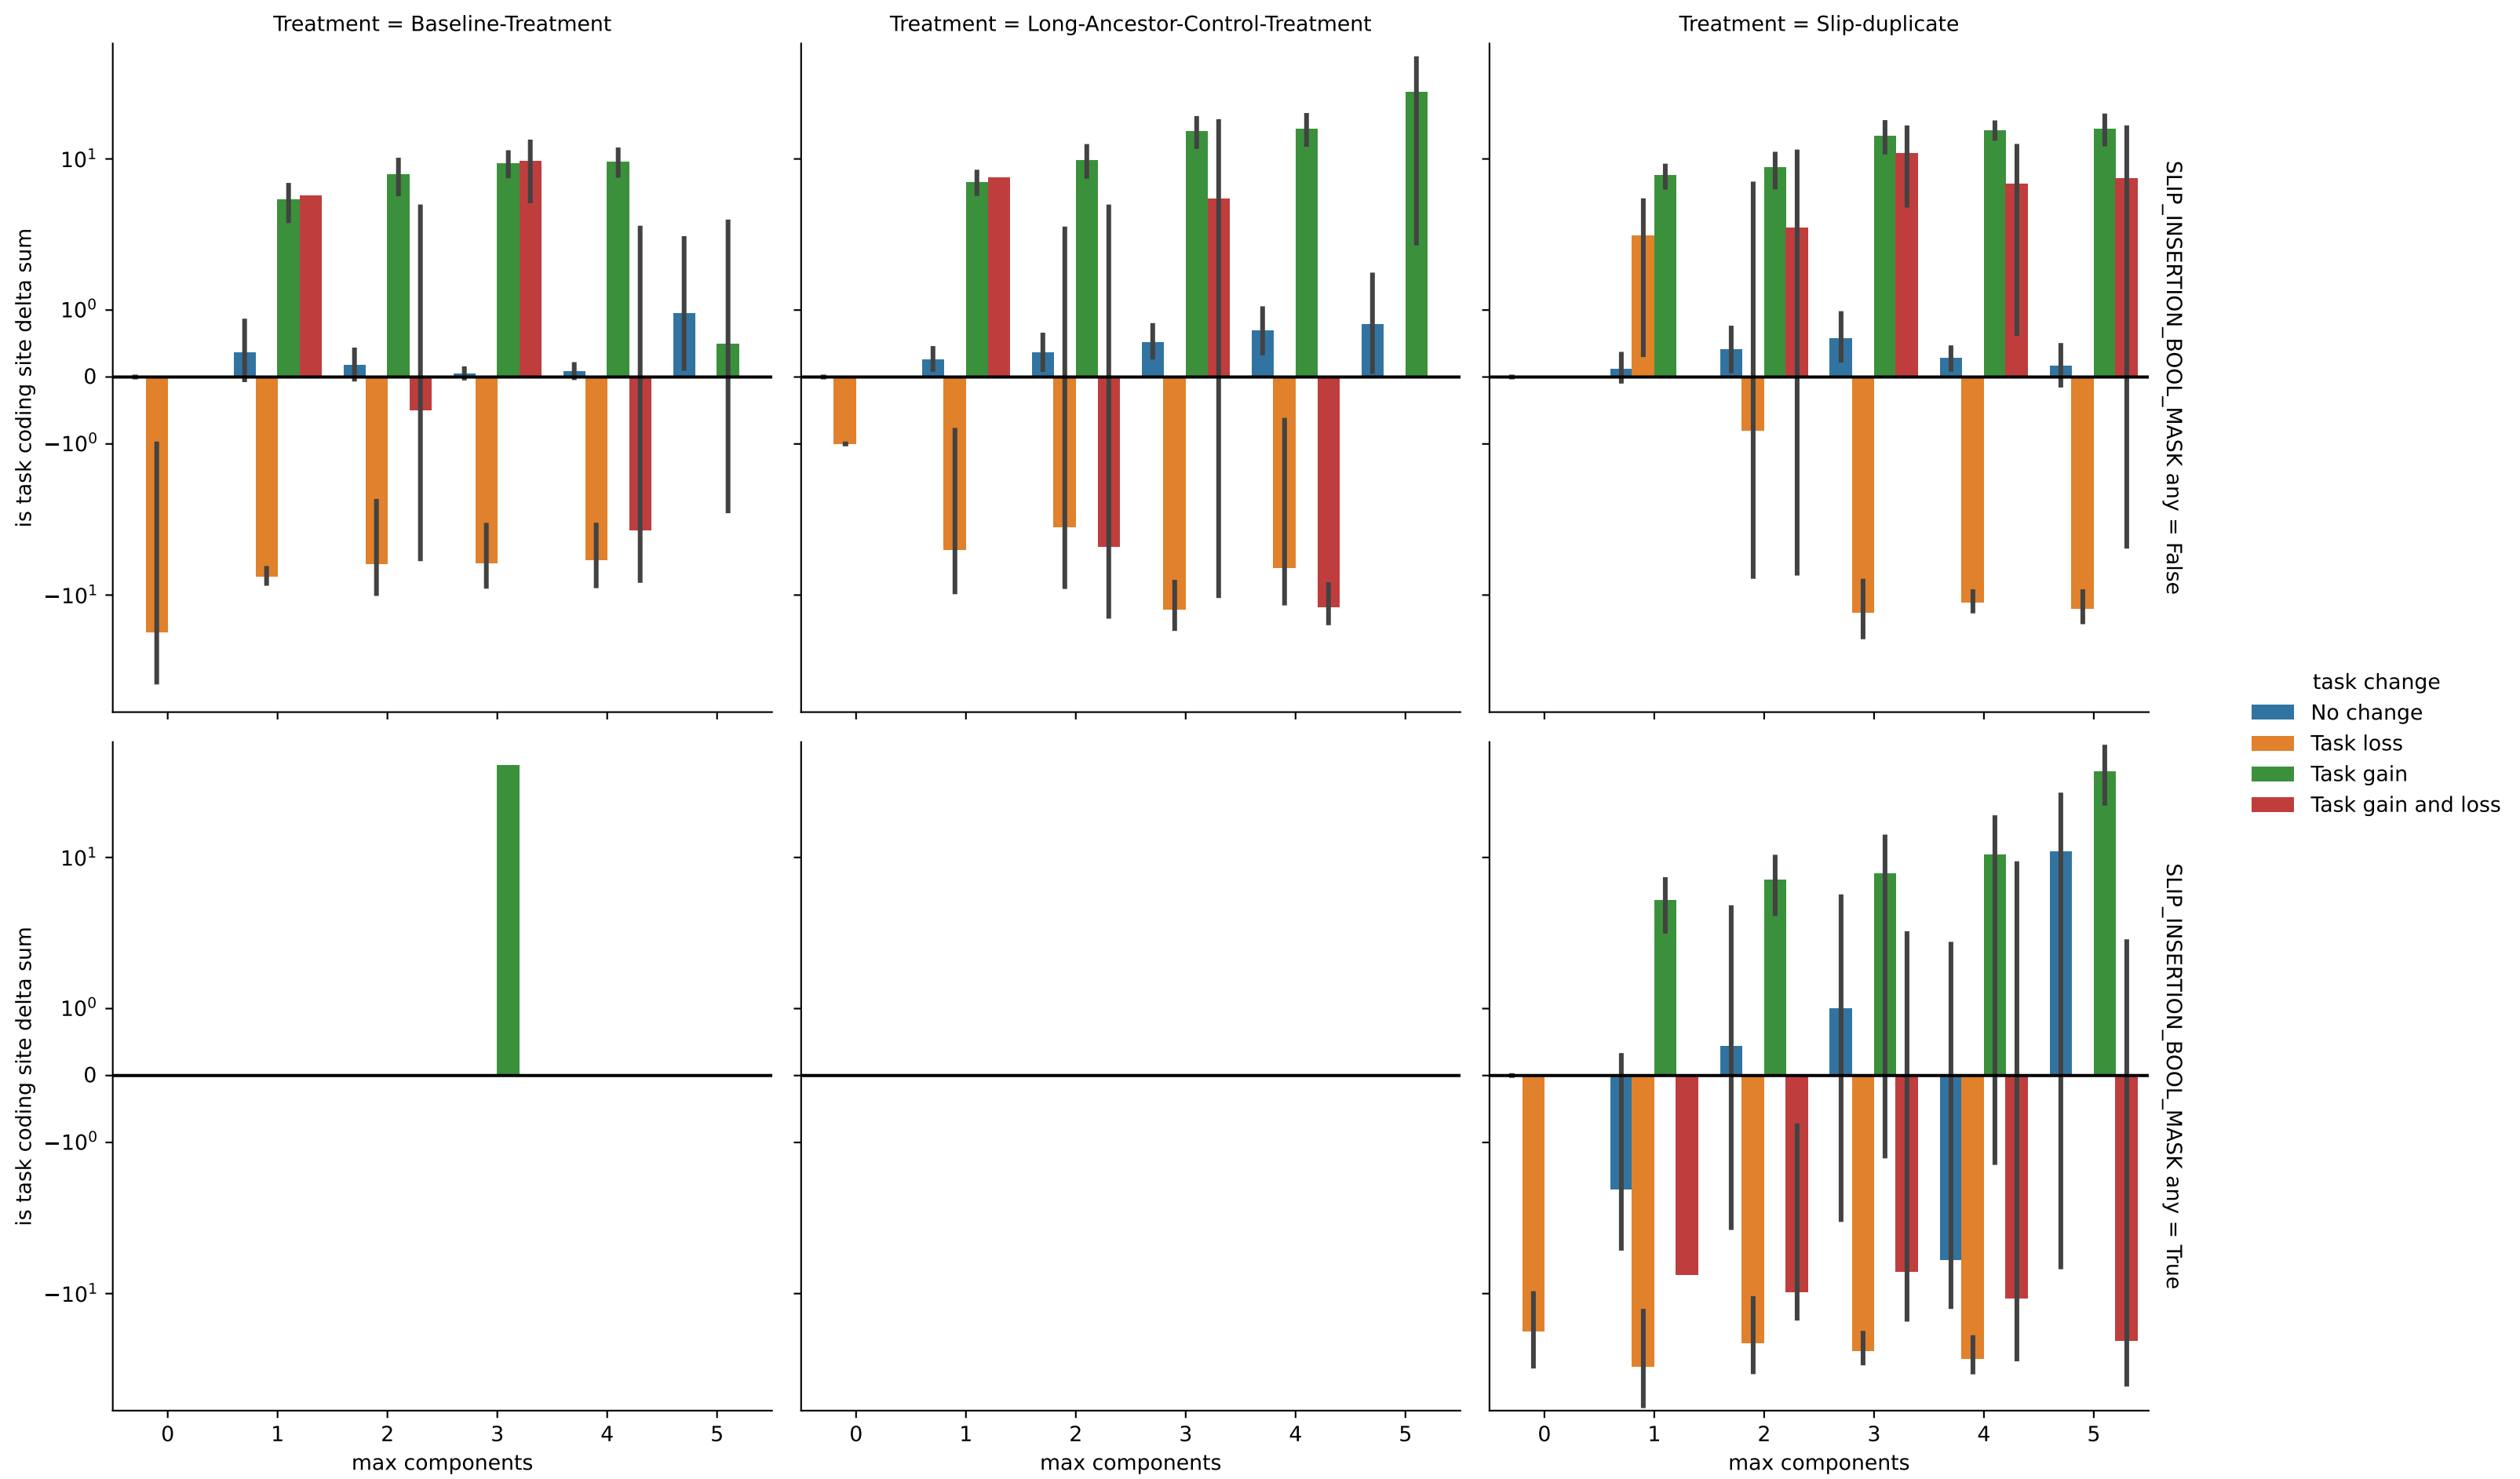 Treatment = Baseline-Treatment
Treatment = Long-Ancestor-Control-Treatment
Treatment = Slip-duplicate
is task coding site delta sum
10¹
10⁰
0
−10⁰
−10¹
SLIP_INSERTION_BOOL_MASK any = False
task change
No change
Task loss
Task gain
Task gain and loss
is task coding site delta sum
10¹
10⁰
0
−10⁰
−10¹
SLIP_INSERTION_BOOL_MASK any = True
0 1 2 3 4 5
0 1 2 3 4 5
0 1 2 3 4 5
max components
max components
max components